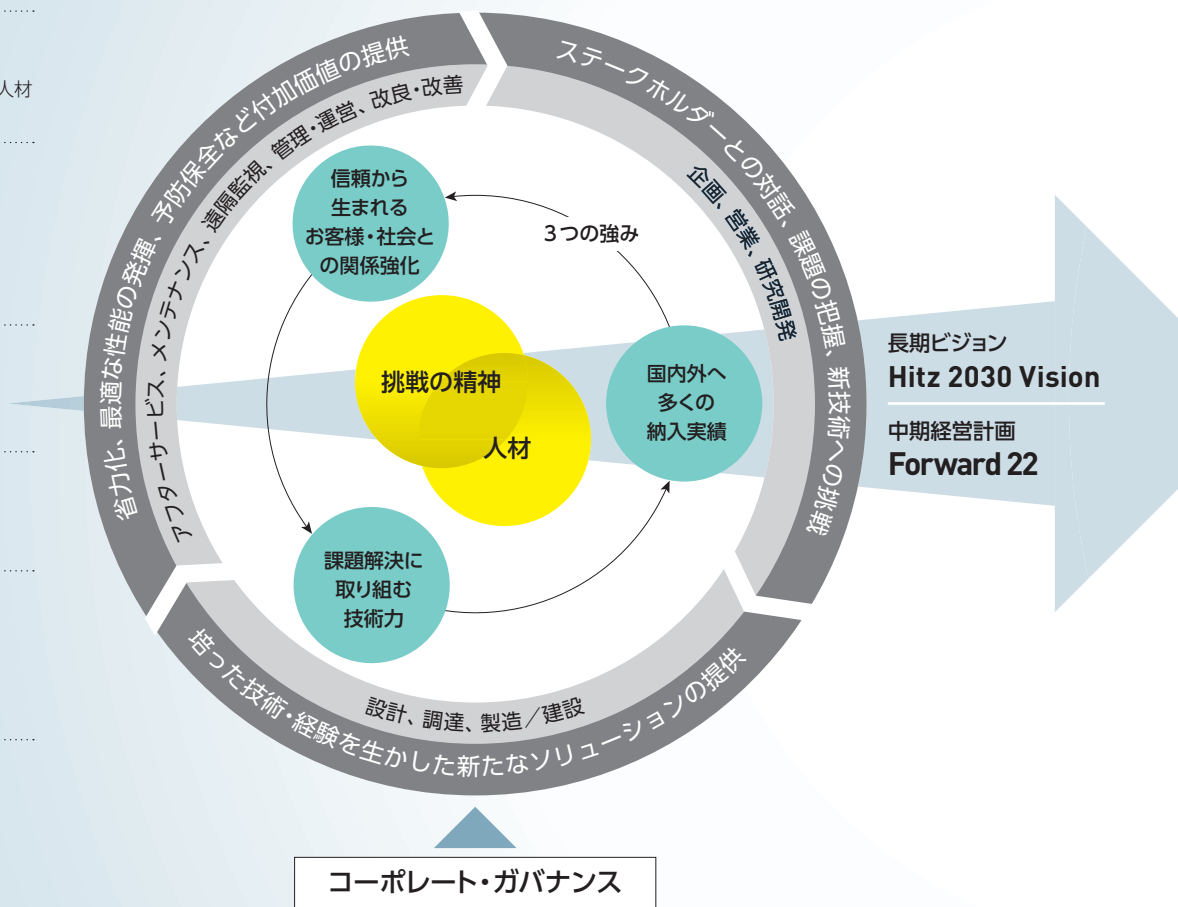 人材
省力化、最適な性能の発揮、予防保全など付加価値の提供
アフターサービス、メンテナンス、遠隔監視、管理・運営、改良・改善
ステークホルダーとの対話、課題の把握、新技術への挑戦
企画、営業、研究開発
信頼から
生まれる
お客様・社会と
の関係強化
3つの強み
挑戦の精神
人材
国内外へ
多くの
納入実績
課題解決に
取り組む
技術力
設計、調達、製造／建設
培った技術・経験を生かした新たなソリューションの提供
長期ビジョン
Hitz 2030 Vision
中期経営計画
Forward 22
コーポレート・ガバナンス